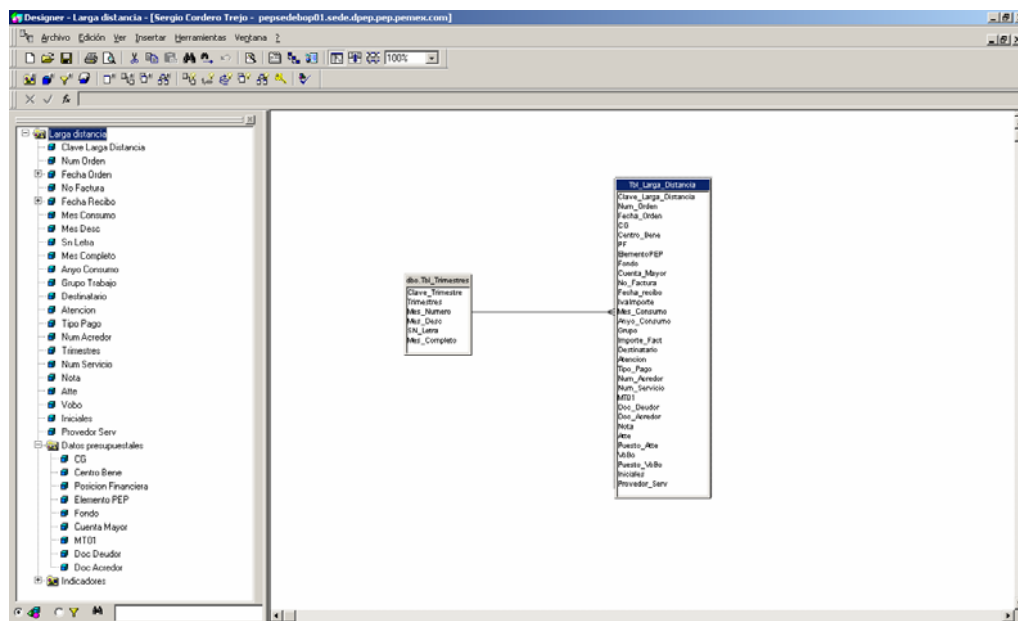 Designer - Larga distancia - [Sergio Cordero Trejo - pepsedebop01.sede.dpep.pep.pemex.com]
Archivo Edición Ver Insertar Herramientas Ventana ?
100%
Larga distancia
Clave Larga Distancia
Num Orden
Fecha Orden
No Factura
Fecha Recibo
Mes Consumo
Mes Desc
Sn Letra
Mes Completo
Anyo Consumo
Grupo Trabajo
Destinatario
Atencion
Tipo Pago
Num Acredor
Trimestres
Num Servicio
Nota
Atte
Vobo
Iniciales
Provedor Serv
Datos presupuestales
CG
Centro Bene
Posicion Financiera
Elemento PEP
Fondo
Cuenta Mayor
MT01
Doc Deudor
Doc Acredor
Indicadores
dbo.Tbl_Trimestres
Clave_Trimestre
Trimestres
Mes_Numero
Mes_Desc
SN_Letra
Mes_Completo
Tbl_Larga_Distancia
Clave_Larga_Distancia
Num_Orden
Fecha_Orden
CG
Centro_Bene
PF
ElementoPEP
Fondo
Cuenta_Mayor
No_Factura
Fecha_recibo
IvaImporte
Mes_Consumo
Anyo_Consumo
Grupo
Importe_Fact
Destinatario
Atencion
Tipo_Pago
Num_Acredor
Num_Servicio
MT01
Doc_Deudor
Doc_Acredor
Nota
Atte
Puesto_Atte
VoBo
Puesto_VoBo
Iniciales
Provedor_Serv